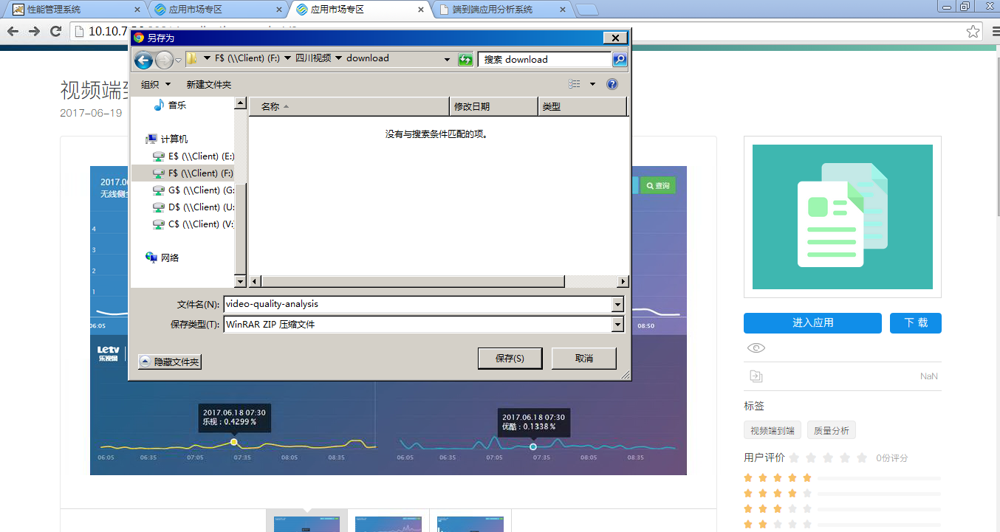 性能管理系统
应用市场专区
应用市场专区
端到端应用分析系统
10.10.7
另存为
F$ (\\Client) (F:) 四川视频 download
搜索 download
组织 新建文件夹
音乐
计算机
E$ (\\Client) (E:)
F$ (\\Client) (F:)
G$ (\\Client) (G:
D$ (\\Client) (U:
C$ (\\Client) (V:
网络
名称 修改日期 类型
没有与搜索条件匹配的项。
文件名(N): video-quality-analysis
保存类型(T): WinRAR ZIP 压缩文件
隐藏文件夹 保存(S) 取消
视频端
2017-06-19
2017.0
无线侧
查询
4
3
2
1
06:05
08:50
Letv
乐视网
2017.06.18 07:30
乐视 : 0.4299 %
06:05 06:35 07:05 07:35 08:05 08:35
2017.06.18 07:30
优酷 : 0.1338 %
06:05 06:35 07:05 07:35 08:05 08:35
进入应用 下 载
NaN
标签
视频端到端 质量分析
用户评价 0份评分